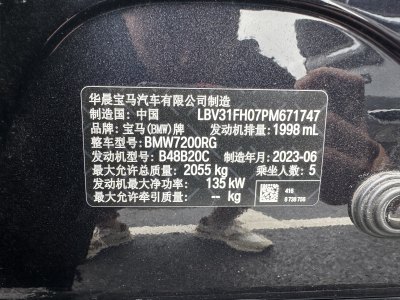 华晨宝马汽车有限公司制造
制造国: 中国 LBV31FH07PM671747
品牌: 宝马(BMW)牌 发动机排量: 1998 mL
整车型号: BMW7200RG
发动机型号: B48B20C 制造年月: 2023-06
最大允许总质量: 2055 kg 乘坐人数: 5
发动机最大净功率: 135 kW
最大允许牵引质量: -- kg
416